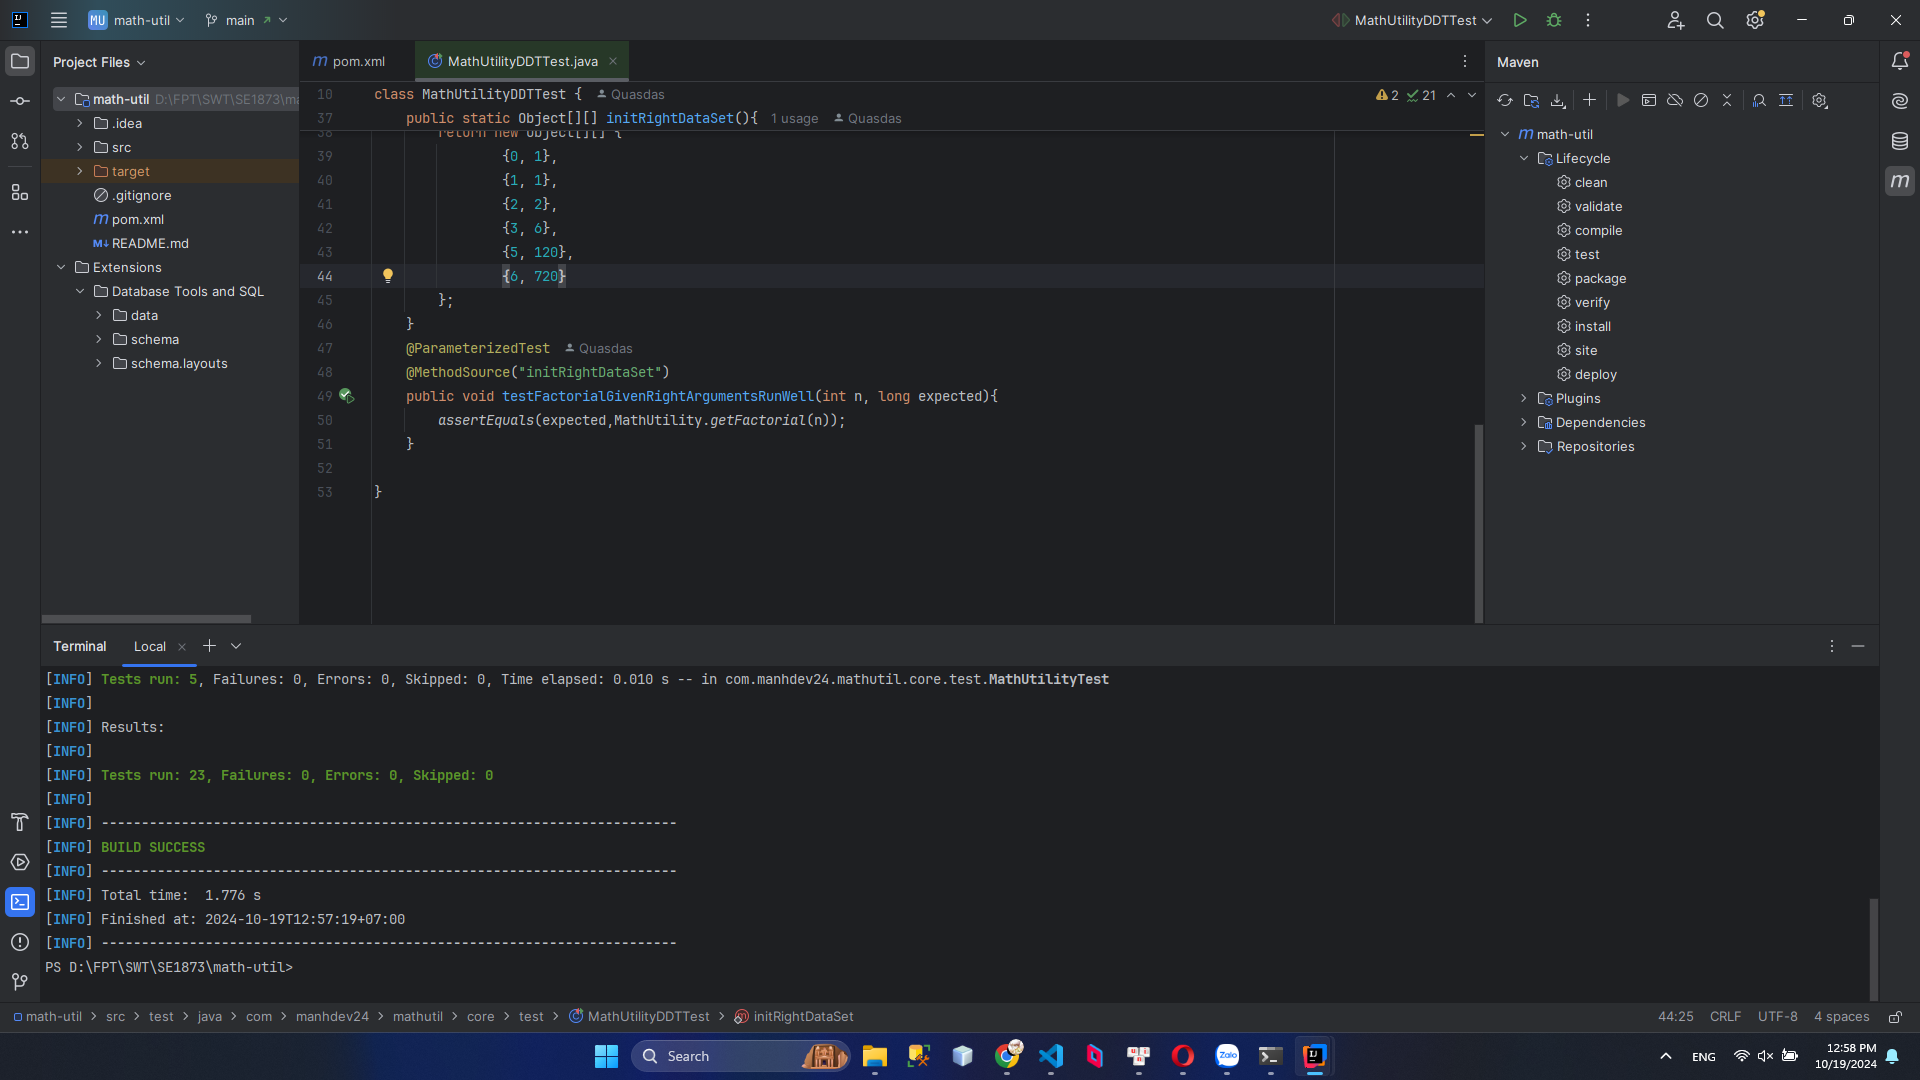 MU math-util main MathUtilityDDTTest
Project Files
math-util D:\FPT\SWT\SE1873\ma
.idea
src
target
.gitignore
pom.xml
README.md
Extensions
Database Tools and SQL
data
schema
schema.layouts
pom.xml MathUtilityDDTTest.java
10 class MathUtilityDDTTest { Quasdas 2 21
37 public static Object[][] initRightDataSet(){ 1 usage Quasdas
38 return new Object[][] {
39 {0, 1},
40 {1, 1},
41 {2, 2},
42 {3, 6},
43 {5, 120},
44 {6, 720}
45 };
46 }
47 @ParameterizedTest Quasdas
48 @MethodSource("initRightDataSet")
49 public void testFactorialGivenRightArgumentsRunWell(int n, long expected){
50 assertEquals(expected,MathUtility.getFactorial(n));
51 }
52
53 }
Maven
math-util
Lifecycle
clean
validate
compile
test
package
verify
install
site
deploy
Plugins
Dependencies
Repositories
Terminal Local
[INFO] Tests run: 5, Failures: 0, Errors: 0, Skipped: 0, Time elapsed: 0.010 s -- in com.manhdev24.mathutil.core.test.MathUtilityTest
[INFO]
[INFO] Results:
[INFO]
[INFO] Tests run: 23, Failures: 0, Errors: 0, Skipped: 0
[INFO]
[INFO] ------------------------------------------------------------------------
[INFO] BUILD SUCCESS
[INFO] ------------------------------------------------------------------------
[INFO] Total time:  1.776 s
[INFO] Finished at: 2024-10-19T12:57:19+07:00
[INFO] ------------------------------------------------------------------------
PS D:\FPT\SWT\SE1873\math-util>
math-util > src > test > java > com > manhdev24 > mathutil > core > test > MathUtilityDDTTest > initRightDataSet 44:25 CRLF UTF-8 4 spaces
Search Zalo ENG 12:58 PM
10/19/2024